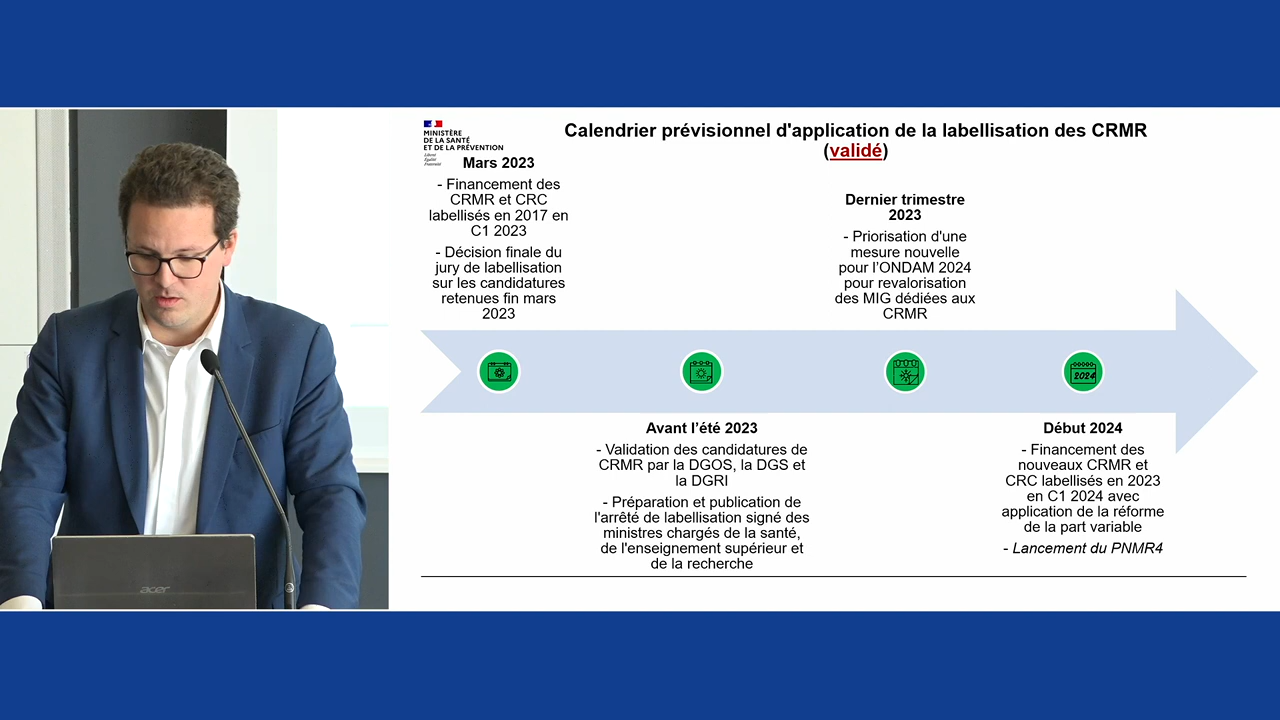 Calendrier prévisionnel d'application de la labellisation des CRMR
(validé)
MINISTÈRE
DE LA SANTÉ
ET DE LA PRÉVENTION
Liberté
Égalité
Fraternité
Mars 2023
- Financement des
CRMR et CRC
labellisés en 2017 en
C1 2023
- Décision finale du
jury de labellisation
sur les candidatures
retenues fin mars
2023
Avant l’été 2023
- Validation des candidatures de
CRMR par la DGOS, la DGS et
la DGRI
- Préparation et publication de
l'arrêté de labellisation signé des
ministres chargés de la santé,
de l'enseignement supérieur et
de la recherche
Dernier trimestre
2023
- Priorisation d'une
mesure nouvelle
pour l’ONDAM 2024
pour revalorisation
des MIG dédiées aux
CRMR
2024
Début 2024
- Financement des
nouveaux CRMR et
CRC labellisés en 2023
en C1 2024 avec
application de la réforme
de la part variable
- Lancement du PNMR4
acer